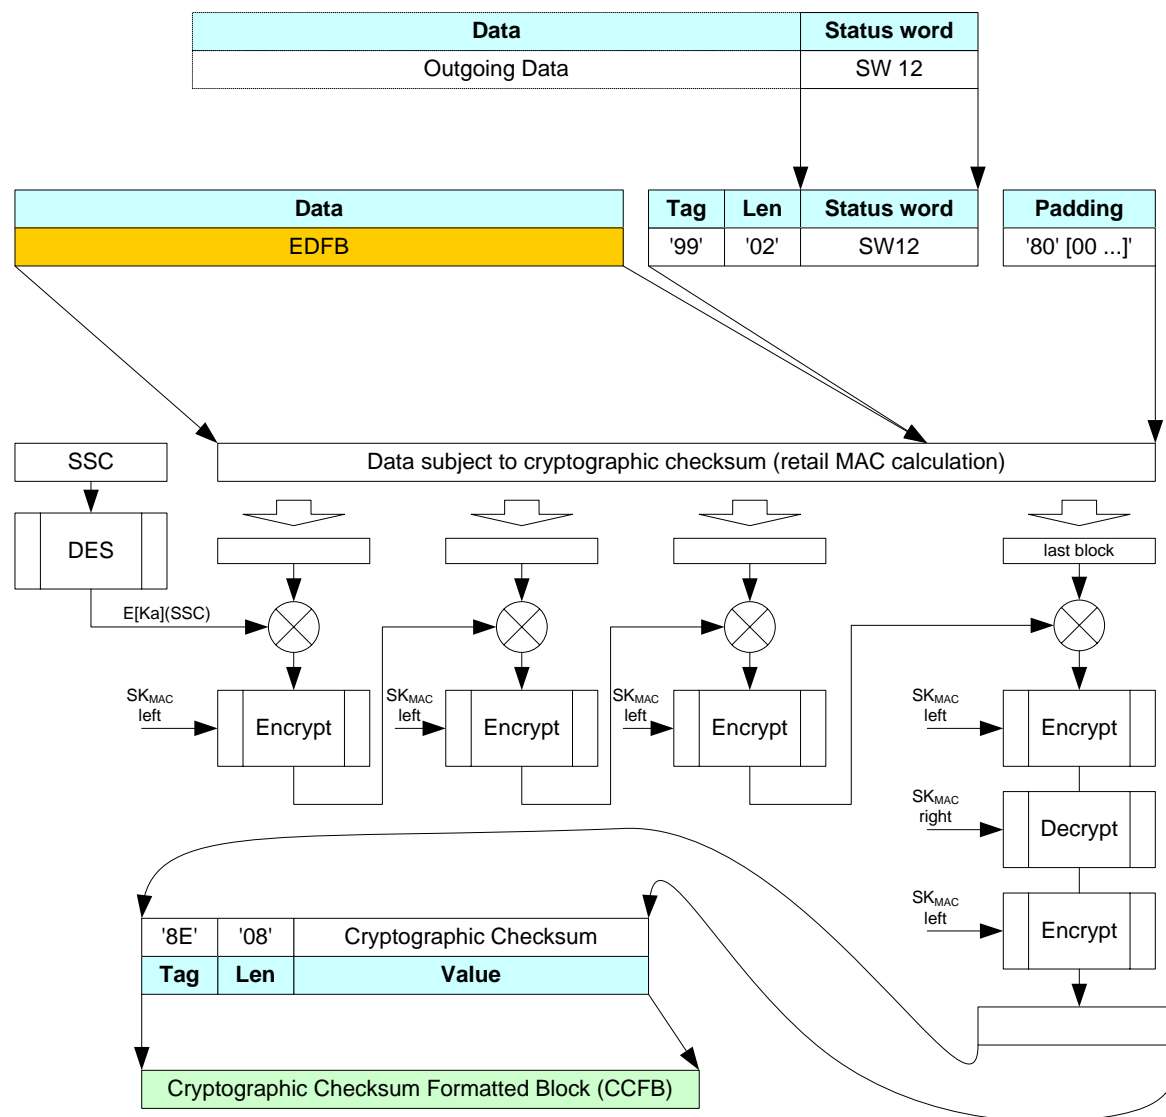 Data Status word
Outgoing Data SW 12
Data Tag Len Status word Padding
EDFB '99' '02' SW12 '80' [00 ...]'
SSC Data subject to cryptographic checksum (retail MAC calculation)
DES last block
E[Ka](SSC)
SKMAC SKMAC SKMAC SKMAC
left left left left
Encrypt Encrypt Encrypt Encrypt
SKMAC
right
Decrypt
SKMAC
left
Encrypt
'8E' '08' Cryptographic Checksum
Tag Len Value
Cryptographic Checksum Formatted Block (CCFB)